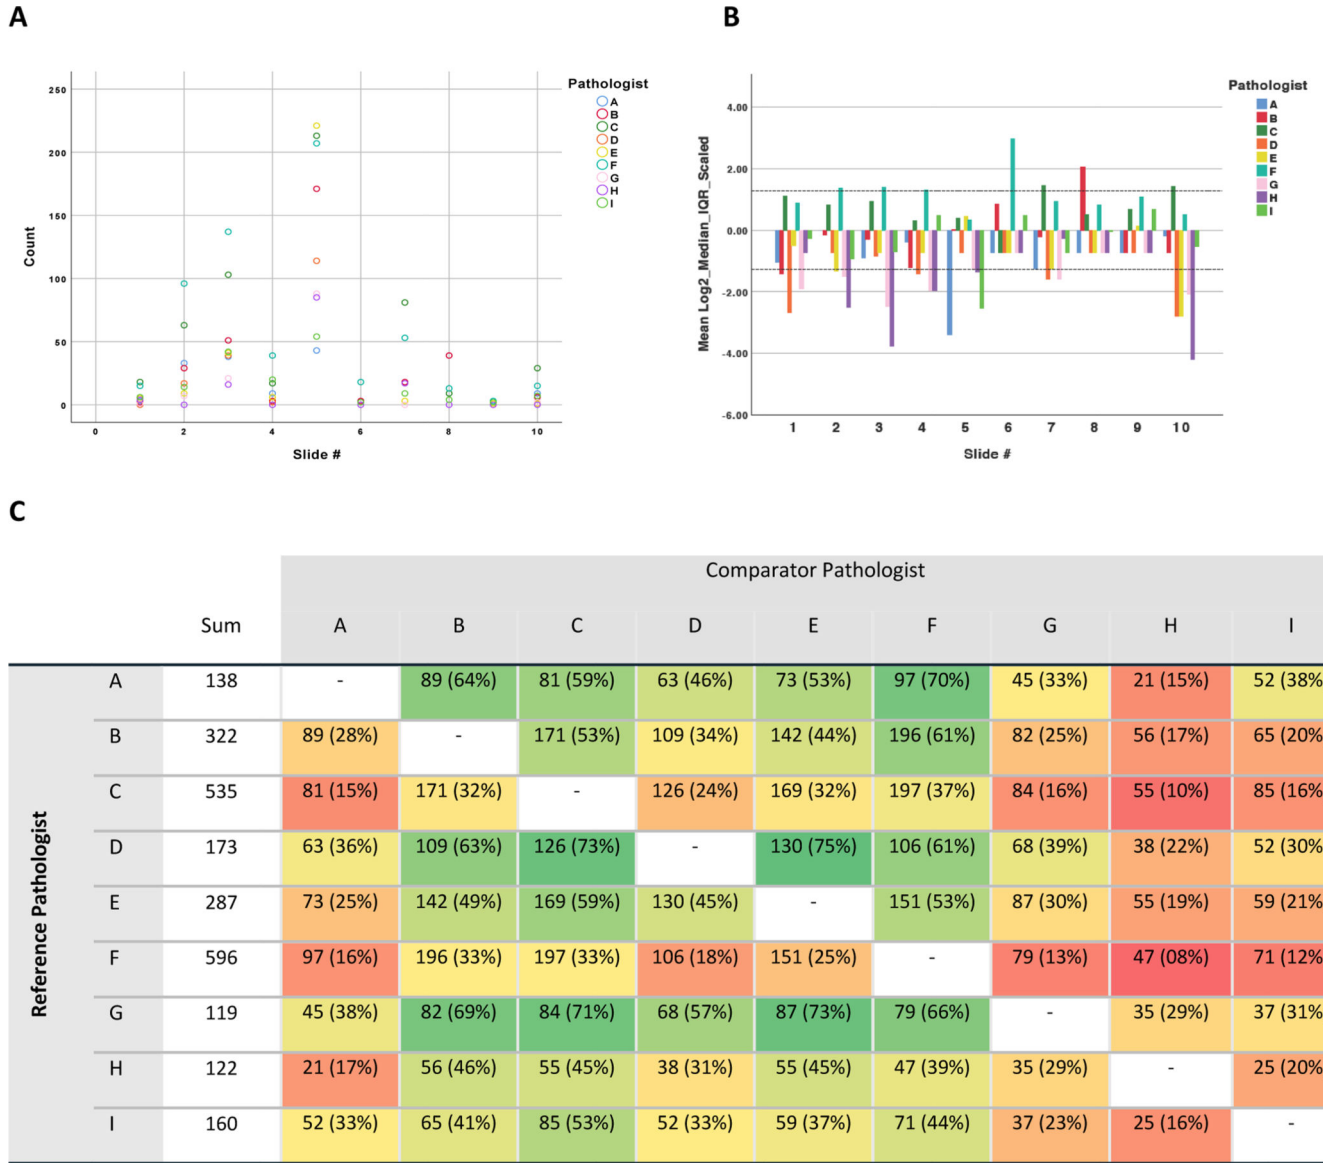 A
B
Pathologist
A
B
C
D
E
F
G
H
I
250
200
150
100
50
0
Count
0 2 4 6 8 10
Slide #
Pathologist
A
B
C
D
E
F
G
H
I
4.00
2.00
0.00
-2.00
-4.00
-6.00
Mean Log2_Median_IQR_Scaled
1 2 3 4 5 6 7 8 9 10
Slide #
C
Comparator Pathologist
Sum A B C D E F G H I
Reference Pathologist
A 138 - 89 (64%) 81 (59%) 63 (46%) 73 (53%) 97 (70%) 45 (33%) 21 (15%) 52 (38%
B 322 89 (28%) - 171 (53%) 109 (34%) 142 (44%) 196 (61%) 82 (25%) 56 (17%) 65 (20%
C 535 81 (15%) 171 (32%) - 126 (24%) 169 (32%) 197 (37%) 84 (16%) 55 (10%) 85 (16%
D 173 63 (36%) 109 (63%) 126 (73%) - 130 (75%) 106 (61%) 68 (39%) 38 (22%) 52 (30%
E 287 73 (25%) 142 (49%) 169 (59%) 130 (45%) - 151 (53%) 87 (30%) 55 (19%) 59 (21%
F 596 97 (16%) 196 (33%) 197 (33%) 106 (18%) 151 (25%) - 79 (13%) 47 (08%) 71 (12%
G 119 45 (38%) 82 (69%) 84 (71%) 68 (57%) 87 (73%) 79 (66%) - 35 (29%) 37 (31%
H 122 21 (17%) 56 (46%) 55 (45%) 38 (31%) 55 (45%) 47 (39%) 35 (29%) - 25 (20%
I 160 52 (33%) 65 (41%) 85 (53%) 52 (33%) 59 (37%) 71 (44%) 37 (23%) 25 (16%) -